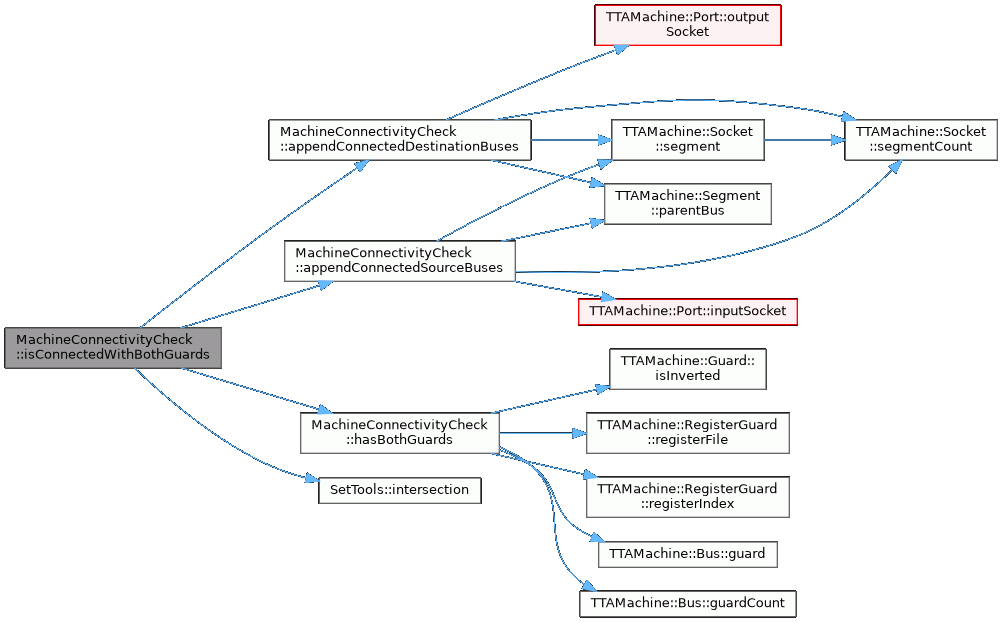 TTAMachine::Port::output
Socket
MachineConnectivityCheck
::appendConnectedDestinationBuses
TTAMachine::Socket
::segment
TTAMachine::Socket
::segmentCount
TTAMachine::Segment
::parentBus
MachineConnectivityCheck
::appendConnectedSourceBuses
TTAMachine::Port::inputSocket
MachineConnectivityCheck
::isConnectedWithBothGuards
TTAMachine::Guard::
isInverted
MachineConnectivityCheck
::hasBothGuards
TTAMachine::RegisterGuard
::registerFile
SetTools::intersection
TTAMachine::RegisterGuard
::registerIndex
TTAMachine::Bus::guard
TTAMachine::Bus::guardCount